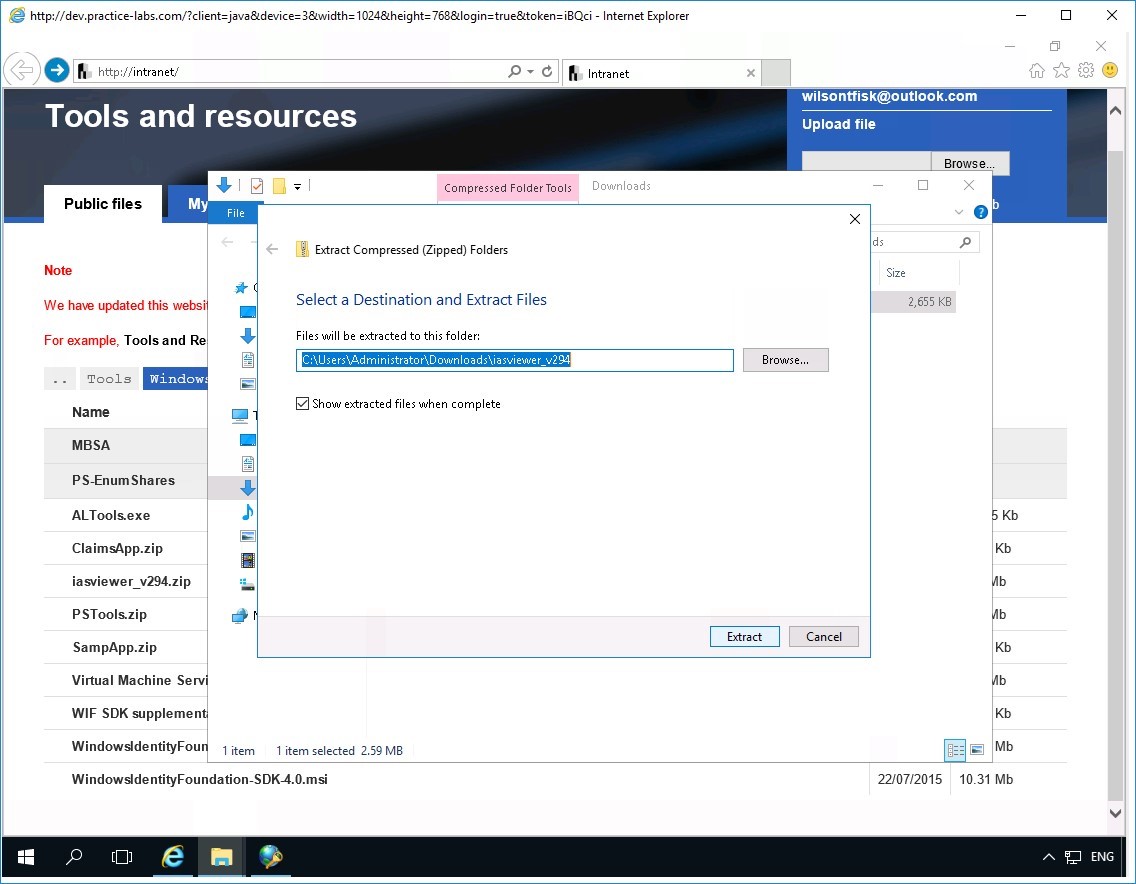 http://dev.practice-labs.com/?client=java&device=3&width=1024&height=768&login=true&token=iBQci - Internet Explorer
http://intranet/
Intranet
Tools and resources
wilsontfisk@outlook.com
Upload file
Browse...
Public files
My
Compressed Folder Tools
Downloads
File
Extract Compressed (Zipped) Folders
Size
2,655 KB
Note
We have updated this websit
For example, Tools and Re
Select a Destination and Extract Files
Files will be extracted to this folder:
C:\Users\Administrator\Downloads\iasviewer_v294
Browse...
Show extracted files when complete
..
Tools
Windows
Name
MBSA
PS-EnumShares
ALTools.exe
5 Kb
ClaimsApp.zip
Kb
iasviewer_v294.zip
Mb
PSTools.zip
Mb
Extract
Cancel
SampApp.zip
Kb
Virtual Machine Servi
Mb
WIF SDK supplementa
Kb
WindowsIdentityFoun
Mb
1 item
1 item selected 2.59 MB
WindowsIdentityFoundation-SDK-4.0.msi
22/07/2015
10.31 Mb
ENG